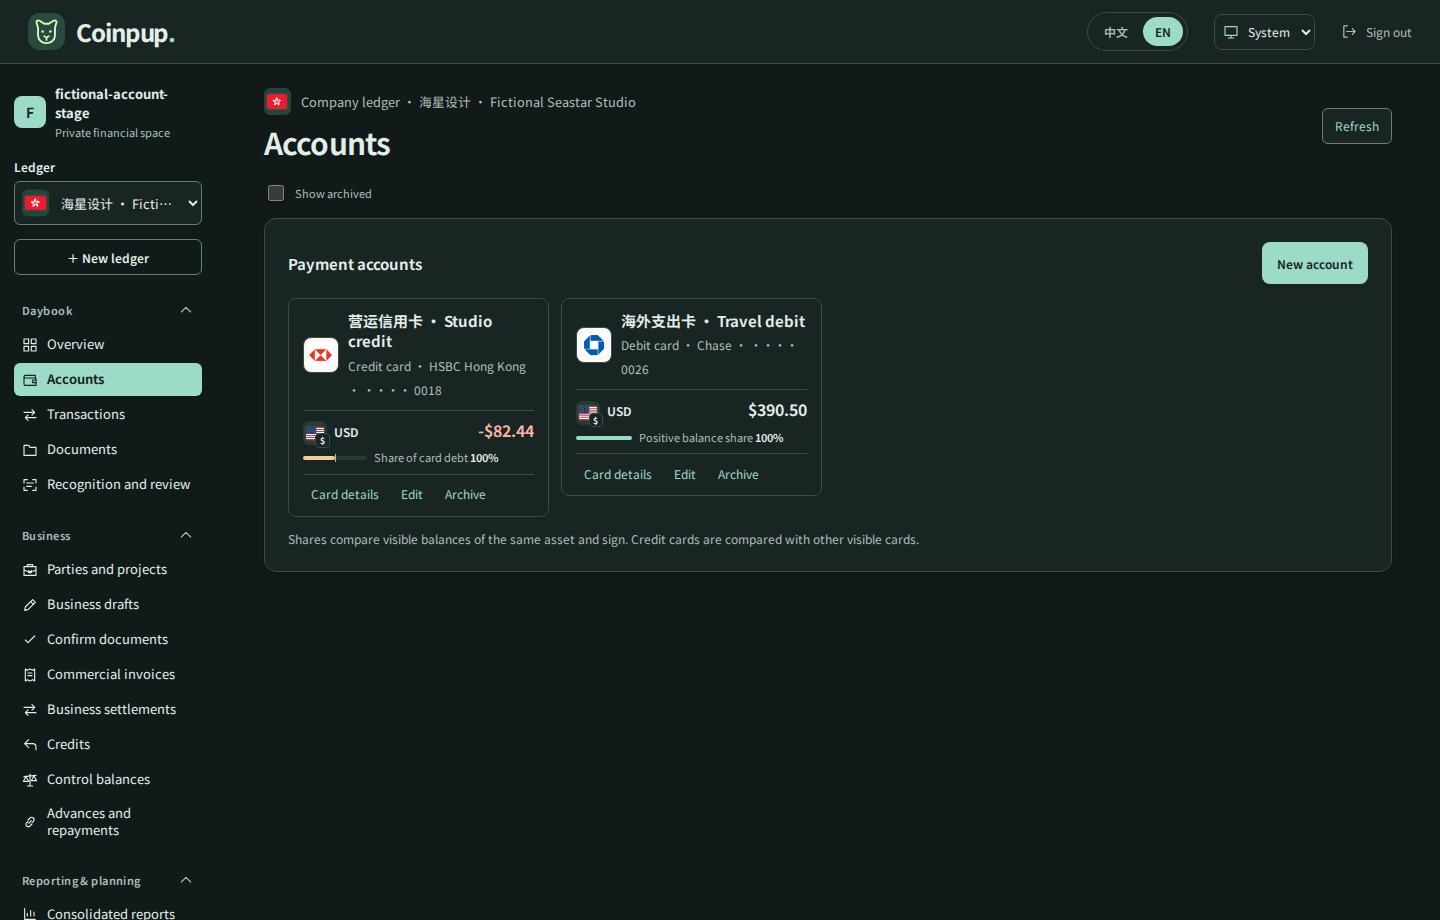 Coinpup.
中文
EN
System
Sign out
F
fictional-account-
stage
Private financial space
Ledger
海星设计 · Ficti···
+ New ledger
Daybook
Overview
Accounts
Transactions
Documents
Recognition and review
Business
Parties and projects
Business drafts
Confirm documents
Commercial invoices
Business settlements
Credits
Control balances
Advances and
repayments
Reporting & planning
Consolidated reports
Company ledger · 海星设计 · Fictional Seastar Studio
Accounts
Refresh
Show archived
Payment accounts
New account
营运信用卡 · Studio
credit
Credit card · HSBC Hong Kong
· · · · · 0018
$
USD
-$82.44
Share of card debt 100%
Card details
Edit
Archive
海外支出卡 · Travel debit
Debit card · Chase · · · · ·
0026
$
USD
$390.50
Positive balance share 100%
Card details
Edit
Archive
Shares compare visible balances of the same asset and sign. Credit cards are compared with other visible cards.